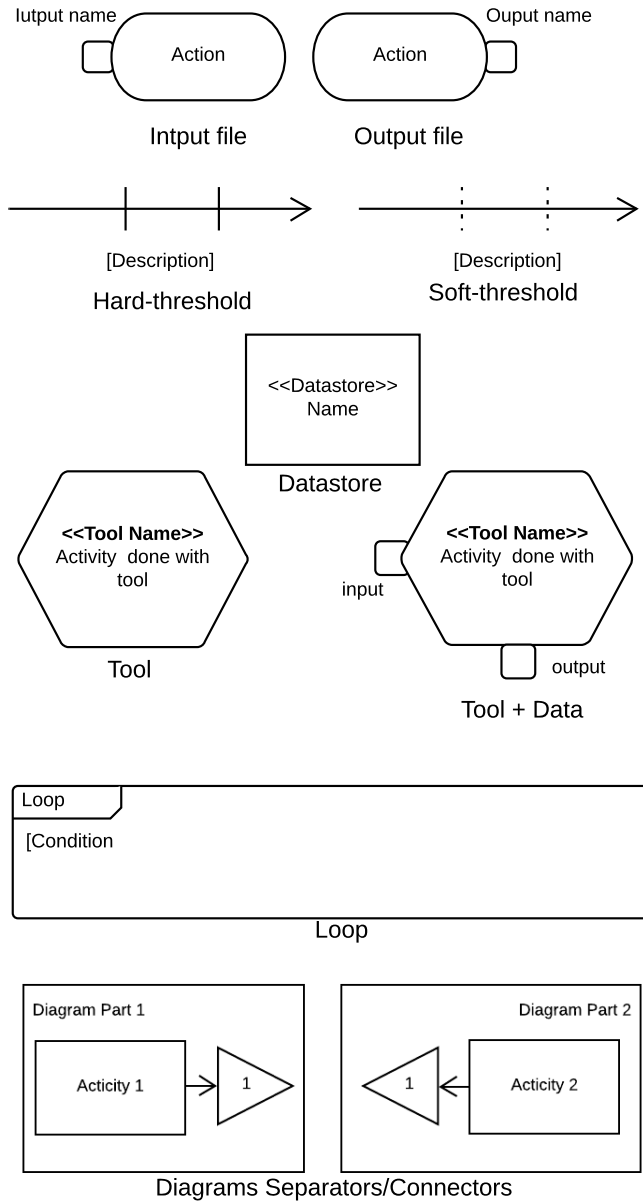 Iutput name
Ouput name
Action
Action
Intput file
Output file
[Description]
[Description]
Hard-threshold
Soft-threshold
<<Datastore>>
Name
Datastore
<<Tool Name>>
Activity  done with
tool
<<Tool Name>>
Activity  done with
tool
input
Tool
output
Tool + Data
Loop
[Condition
Loop
Diagram Part 1
Diagram Part 2
Acticity 1
1
1
Acticity 2
Diagrams Separators/Connectors